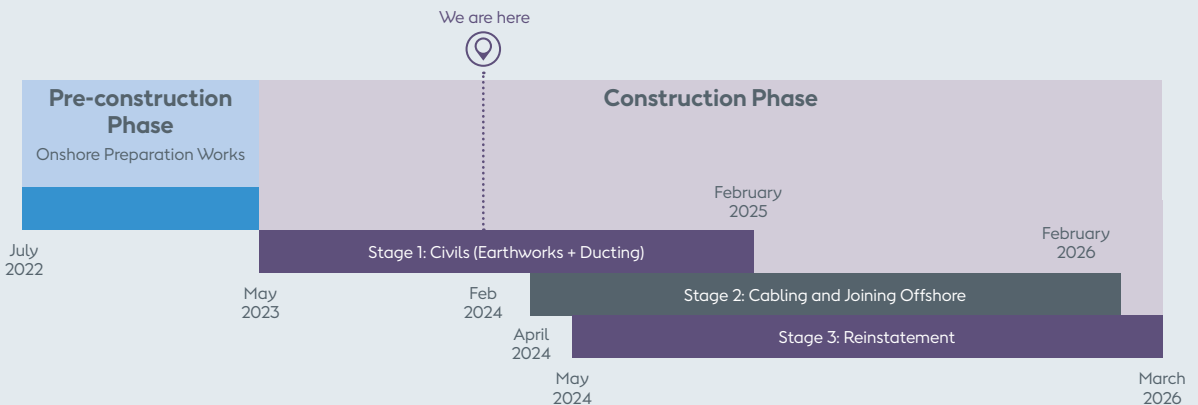 We are here
Pre-construction
Phase
Onshore Preparation Works
Construction Phase
February
2025
February
2026
July
2022
Stage 1: Civils (Earthworks + Ducting)
May
2023
Feb
2024
Stage 2: Cabling and Joining Offshore
April
2024
Stage 3: Reinstatement
May
2024
March
2026